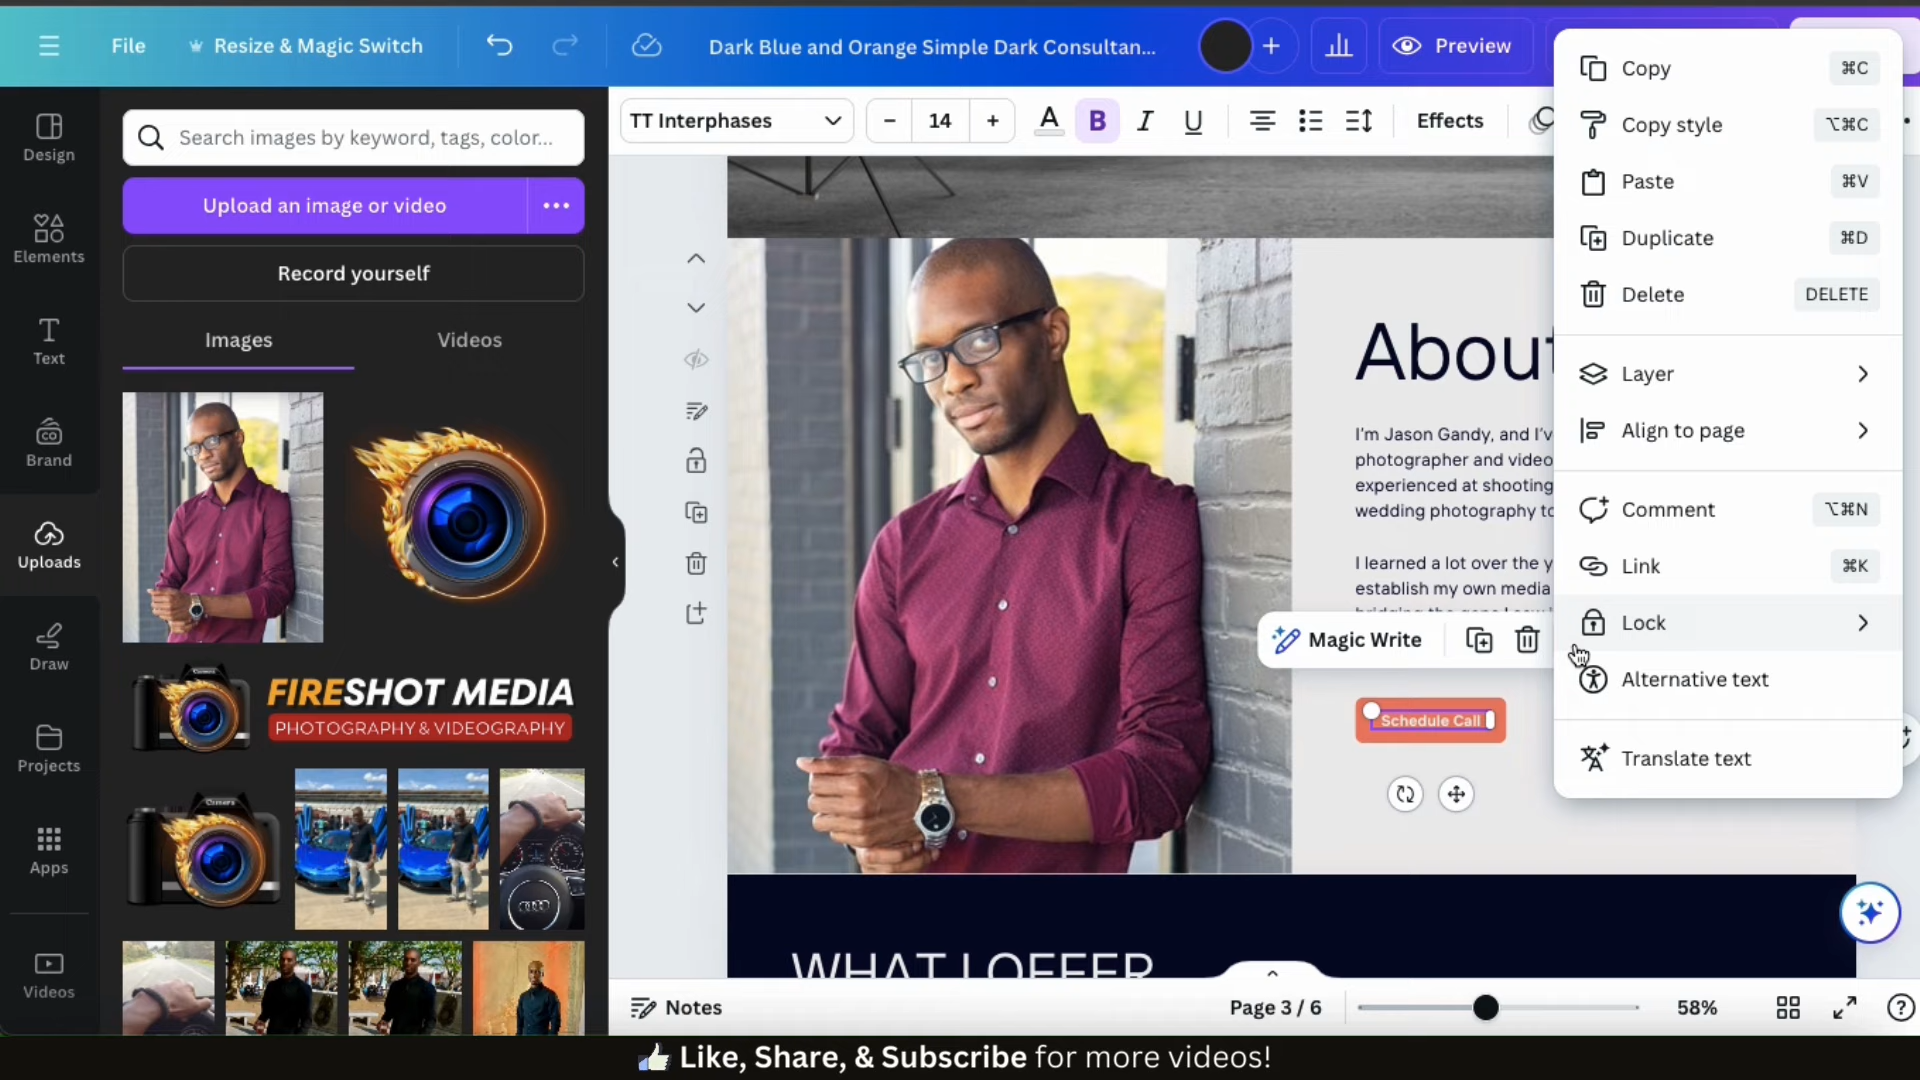 File
Resize & Magic Switch
Dark Blue and Orange Simple Dark Consultan...
Preview
Design
Elements
Text
Brand
Uploads
Draw
Projects
Apps
Videos
Search images by keyword, tags, color...
Upload an image or video
Record yourself
Images
Videos
FIRESHOT MEDIA
PHOTOGRAPHY & VIDEOGRAPHY
Camera
TT Interphases
14
A
B
I
U
Effects
About
I'm Jason Gandy, and I'v
photographer and video
experienced at shooting
wedding photography to
I learned a lot over the y
establish my own media
Magic Write
Schedule Call
WHAT I OFFER
Copy ⌘C
Copy style ⌥⌘C
Paste ⌘V
Duplicate ⌘D
Delete DELETE
Layer
Align to page
Comment ⌥⌘N
Link ⌘K
Lock
Alternative text
Translate text
Notes
Page 3 / 6
58%
Like, Share, & Subscribe for more videos!